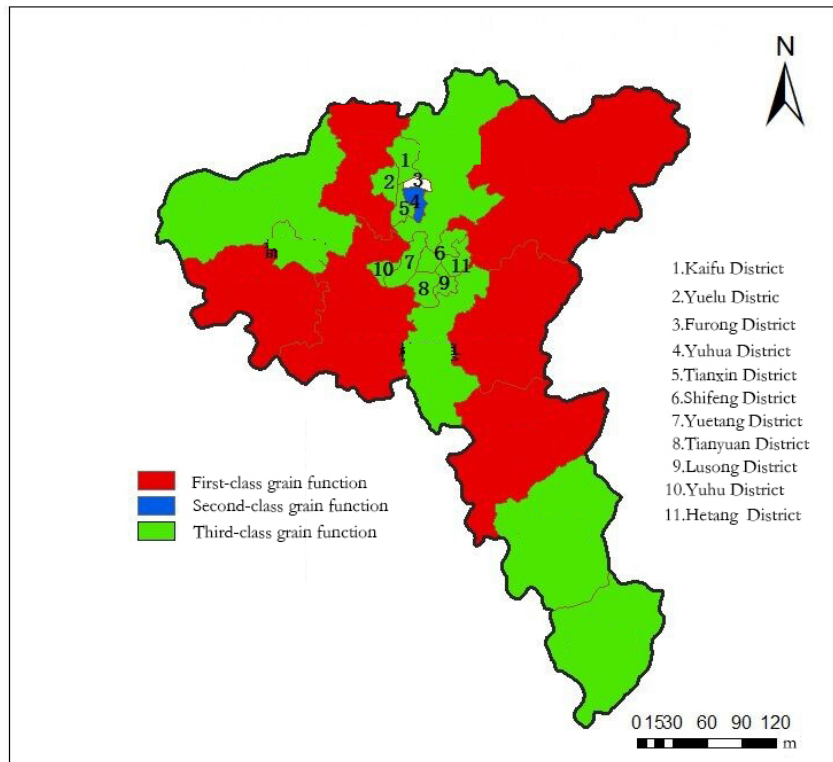 N
1
2
3
4
5
6
7
8
9
10
11
1.Kaifu District
2.Yuelu Distric
3.Furong District
4.Yuhua District
5.Tianxin District
6.Shifeng District
7.Yuetang District
8.Tianyuan District
9.Lusong District
10.Yuhu District
11.Hetang District
First-class grain function
Second-class grain function
Third-class grain function
0 1530 60 90 120
m